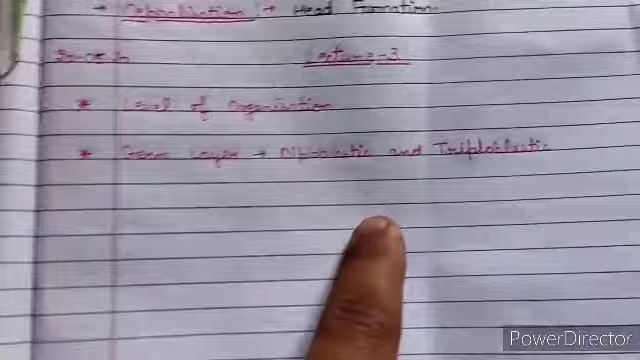 → Cephalization → Head Formation.
Lecture-3
* Level of Organisation
* Germ Layer → Diploblastic and Triploblastic
PowerDirector